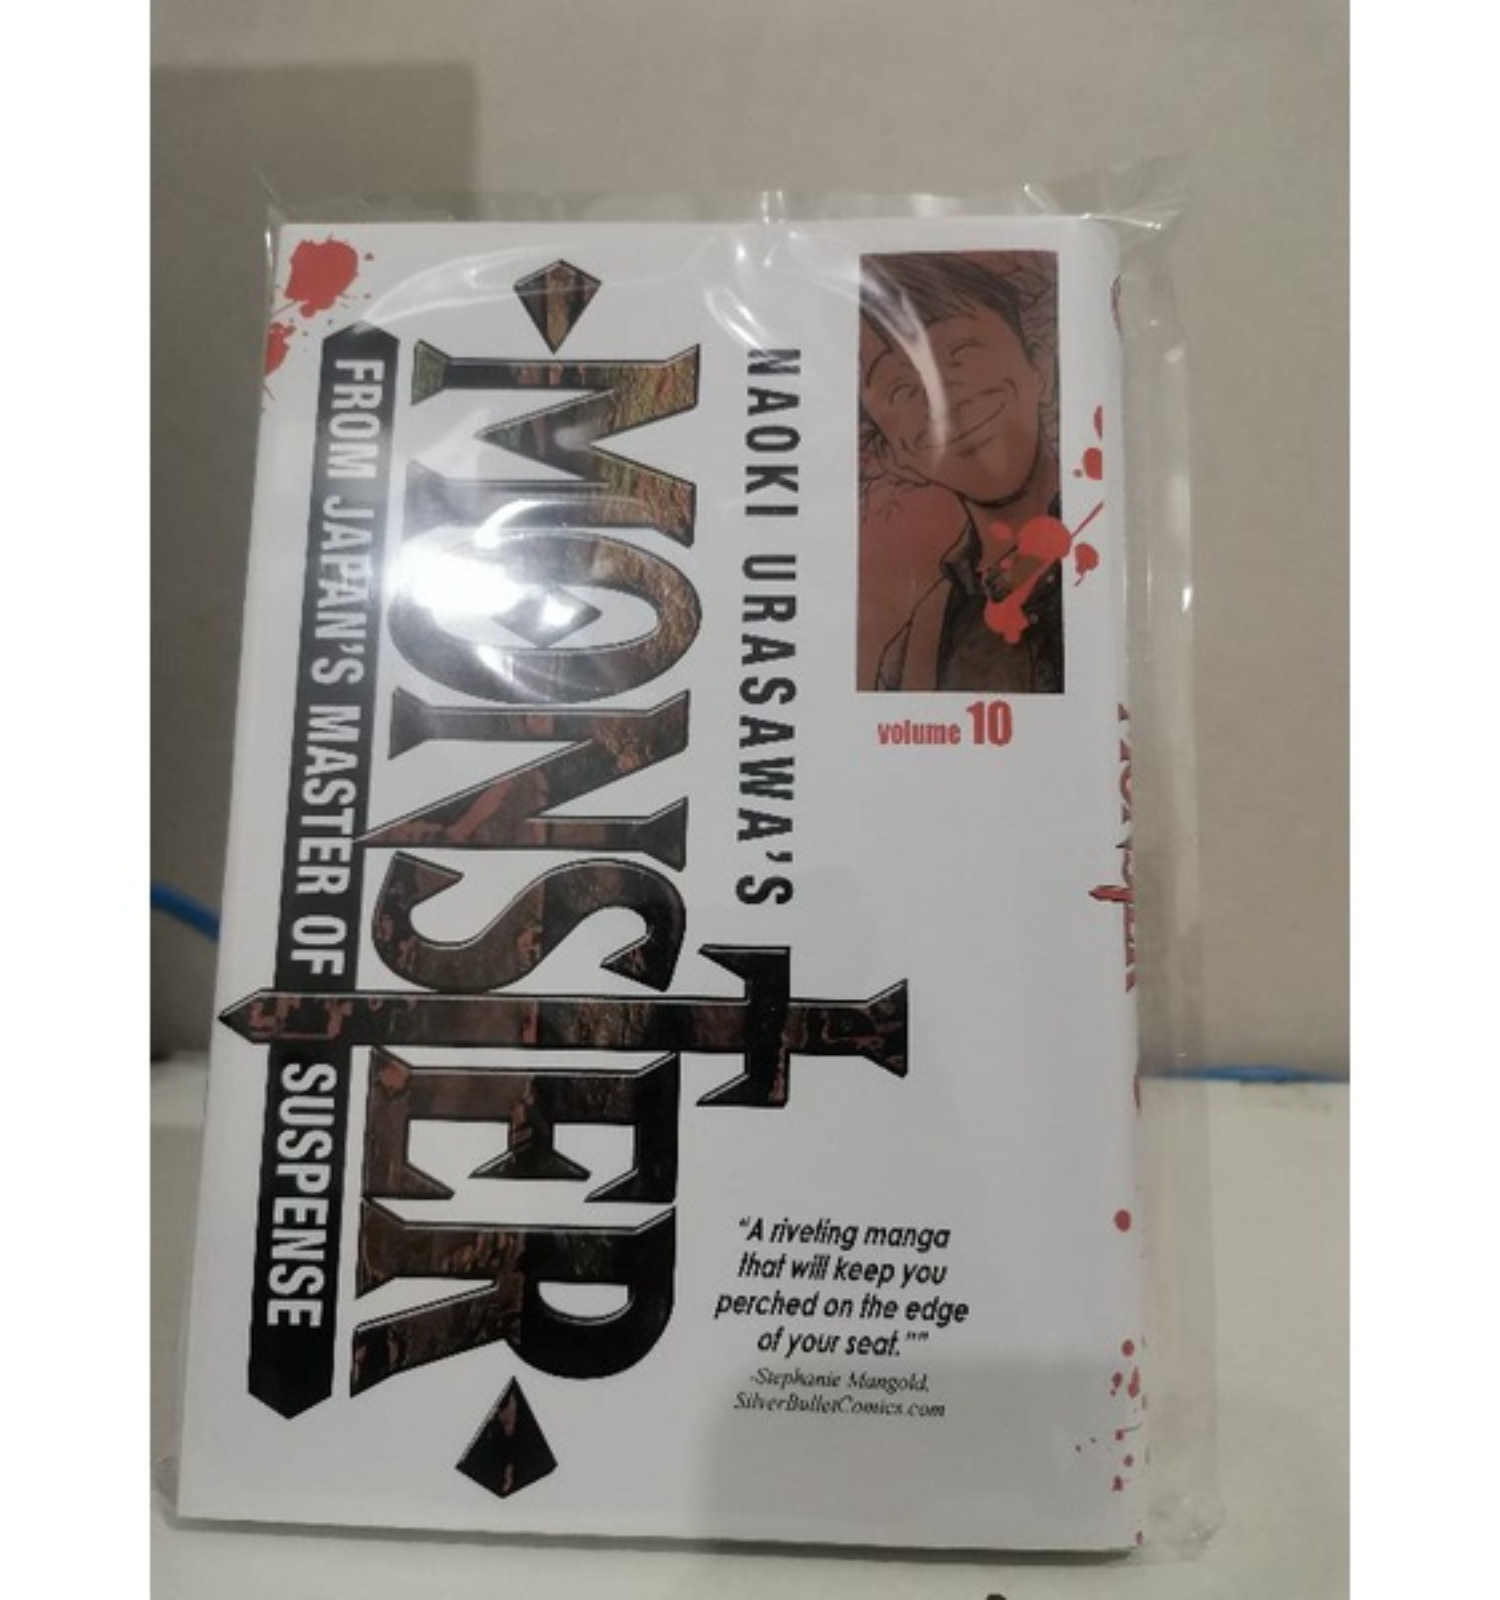 NAOKI URASAWA'S
MONSTER
FROM JAPAN'S MASTER OF SUSPENSE
volume 10
"A riveting manga
that will keep you
perched on the edge
of your seat.""
-Stephanie Mangold,
SilverBulletComics.com
MONSTER